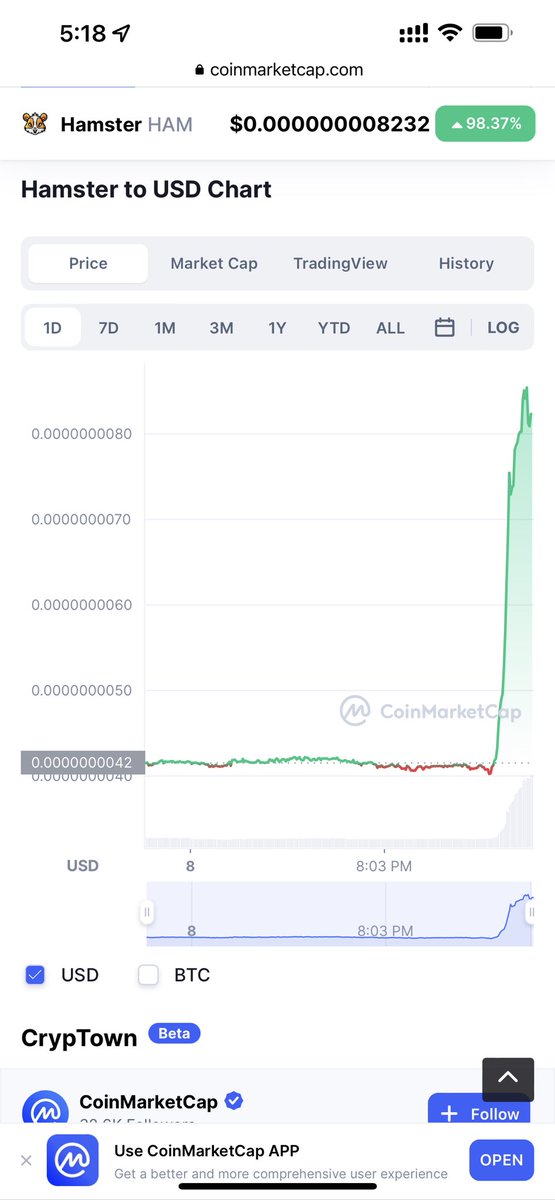 5:18
coinmarketcap.com
Hamster HAM $0.000000008232 98.37%
Hamster to USD Chart
Price Market Cap TradingView History
1D 7D 1M 3M 1Y YTD ALL LOG
0.0000000080
0.0000000070
0.0000000060
0.0000000050
CoinMarketCap
0.0000000042
0.0000000040
USD 8 8:03 PM
8 8:03 PM
USD BTC
CrypTown Beta
CoinMarketCap
Followers
+ Follow
Use CoinMarketCap APP
Get a better and more comprehensive user experience
OPEN